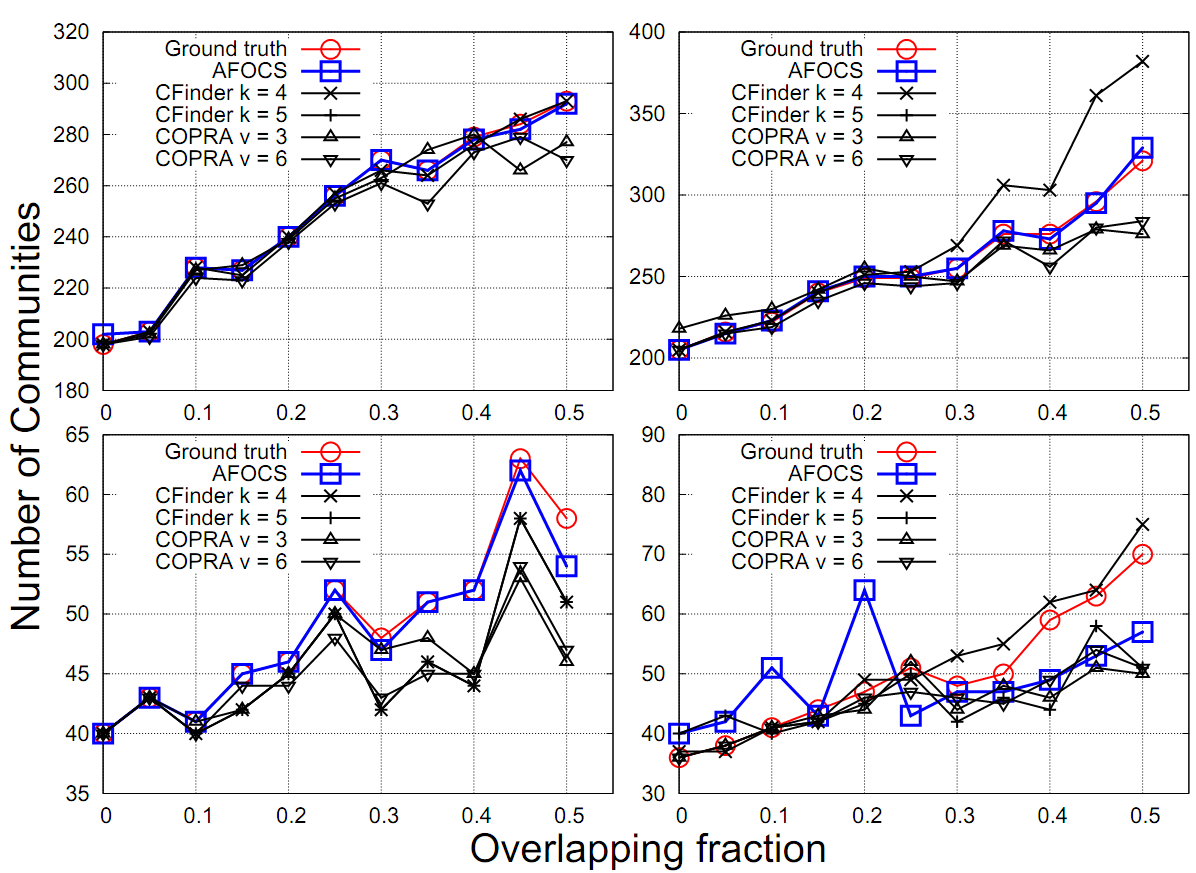 Number of Communities
320
300
280
260
240
220
200
180
Ground truth
AFOCS
CFinder k = 4
CFinder k = 5
COPRA v = 3
COPRA v = 6
0 0.1 0.2 0.3 0.4 0.5
400
350
300
250
200
Ground truth
AFOCS
CFinder k = 4
CFinder k = 5
COPRA v = 3
COPRA v = 6
0 0.1 0.2 0.3 0.4 0.5
65
60
55
50
45
40
35
Ground truth
AFOCS
CFinder k = 4
CFinder k = 5
COPRA v = 3
COPRA v = 6
0 0.1 0.2 0.3 0.4 0.5
90
80
70
60
50
40
30
Ground truth
AFOCS
CFinder k = 4
CFinder k = 5
COPRA v = 3
COPRA v = 6
0 0.1 0.2 0.3 0.4 0.5
Overlapping fraction